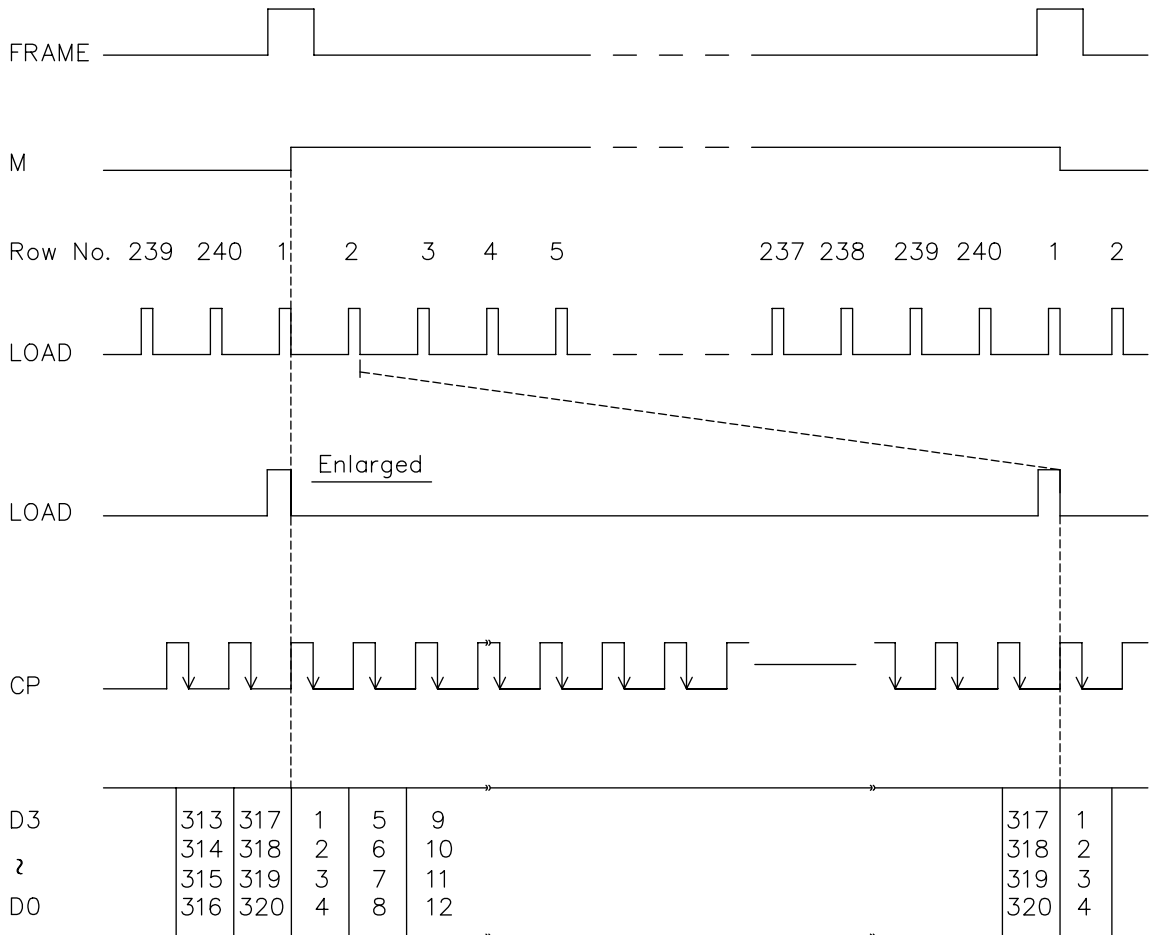 FRAME
M
Row No. 239 240 1 2 3 4 5 237 238 239 240 1 2
LOAD
Enlarged
LOAD
CP
D3 313 317 1 5 9 317 1
314 318 2 6 10 318 2
~ 315 319 3 7 11 319 3
D0 316 320 4 8 12 320 4